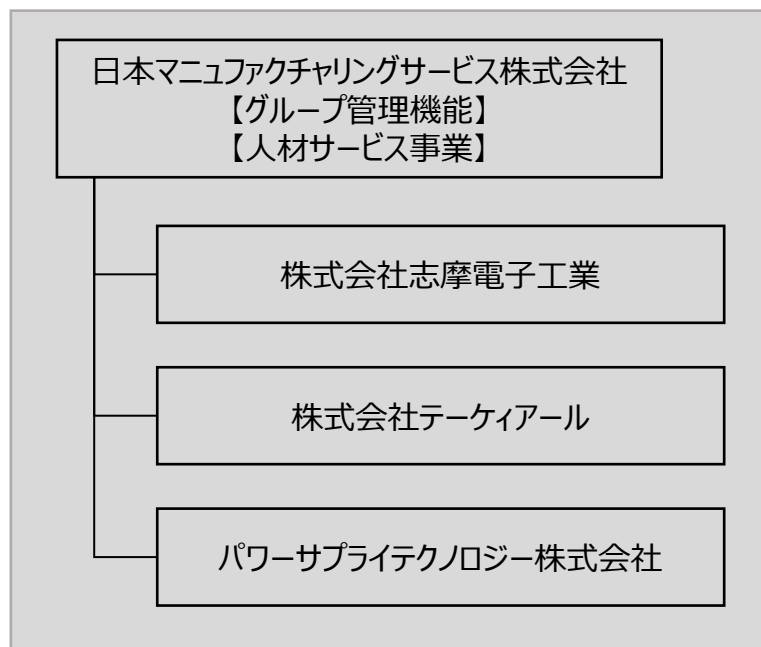 日本マニュファクチャリングサービス株式会社
【グループ管理機能】
【人材サービス事業】
株式会社志摩電子工業
株式会社テーケィアール
パワーサプライテクノロジー株式会社